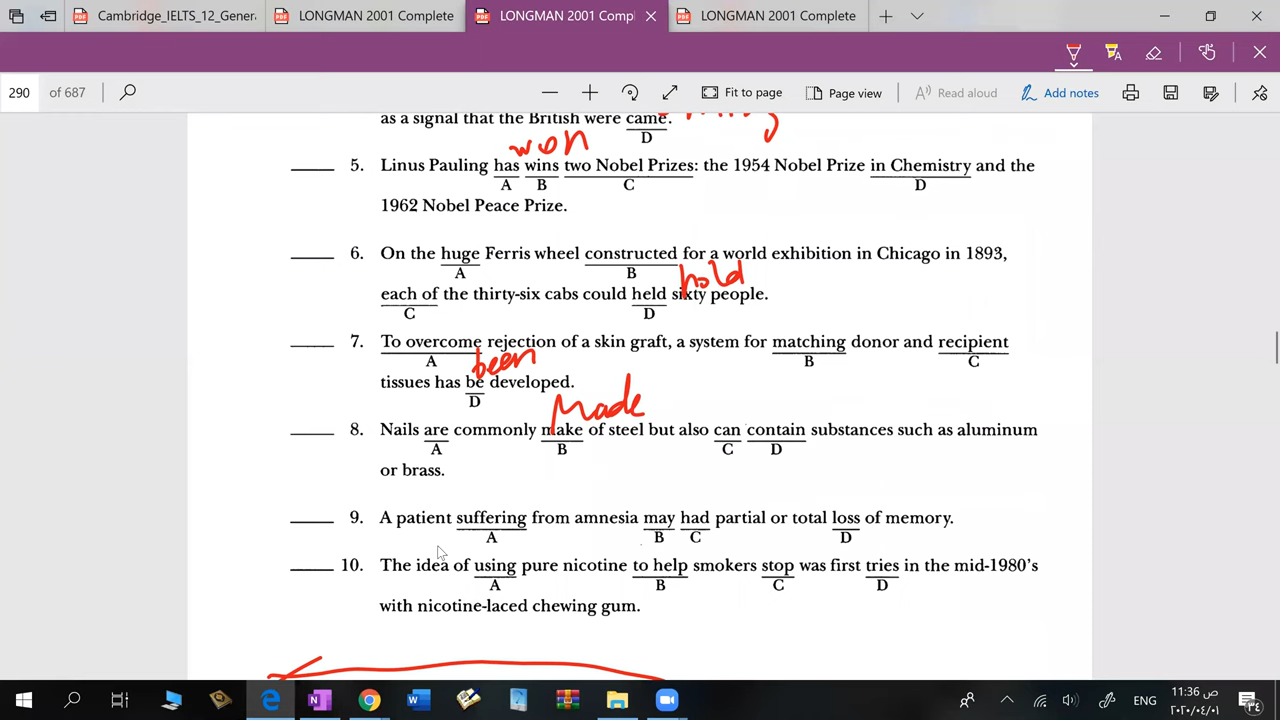 Cambridge_IELTS_12_Genera
LONGMAN 2001 Complete
LONGMAN 2001 Compl
LONGMAN 2001 Complete
290 of 687
Fit to page
Page view
Read aloud
Add notes
as a signal that the British were came.
D
won
5. Linus Pauling has wins two Nobel Prizes: the 1954 Nobel Prize in Chemistry and the
A B C D
1962 Nobel Peace Prize.
6. On the huge Ferris wheel constructed for a world exhibition in Chicago in 1893,
A B
hold
each of the thirty-six cabs could held sixty people.
C D
7. To overcome rejection of a skin graft, a system for matching donor and recipient
A B C
been
tissues has be developed.
D
Made
8. Nails are commonly make of steel but also can contain substances such as aluminum
A B C D
or brass.
9. A patient suffering from amnesia may had partial or total loss of memory.
A B C D
10. The idea of using pure nicotine to help smokers stop was first tries in the mid-1980's
A B C D
with nicotine-laced chewing gum.
ENG
11:36 ص
٢٠٢٠/٠٤/٠١